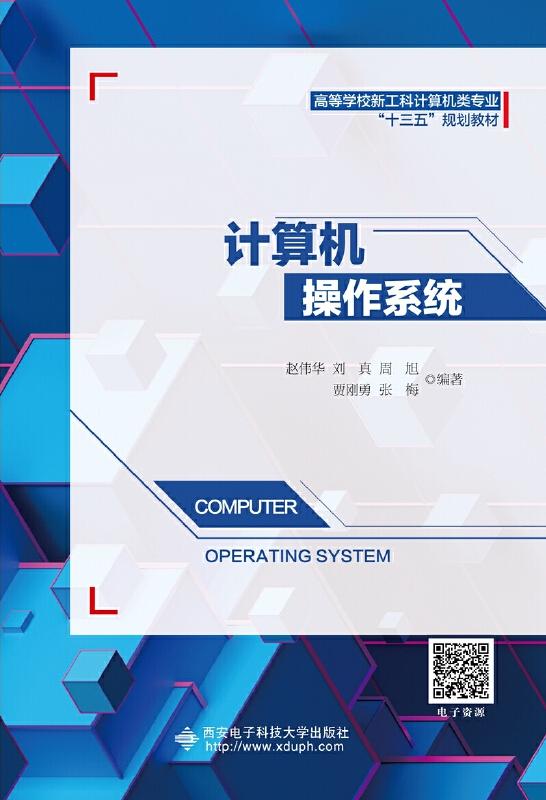 高等学校新工科计算机类专业
“十三五”规划教材
计算机
操作系统
赵伟华 刘 真 周 旭
贾刚勇 张 梅 ◎编著
COMPUTER
OPERATING SYSTEM
电子资源
西安电子科技大学出版社
http://www.xduph.com